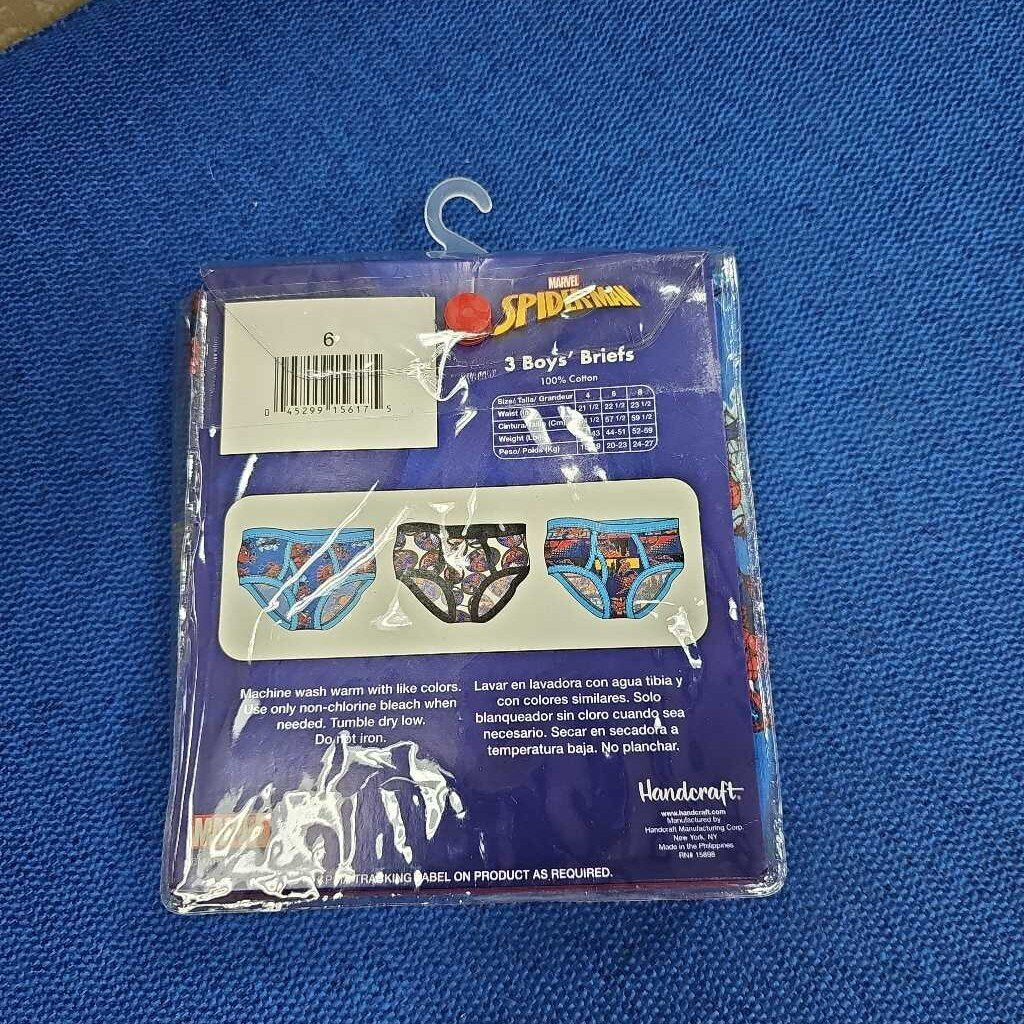 6
0 45299 15617 5
MARVEL
SPIDER-MAN
3 Boys' Briefs
100% Cotton
Size/ Talla/ Grandeur 4 6 8
Waist 21 1/2 22 1/2 23 1/2
Cintura/ (Cm) 57 1/2 59 1/2
Weight 44-51 52-59
Peso/ Poids (Kg) 20-23 24-27
Machine wash warm with like colors.
Use only non-chlorine bleach when
needed. Tumble dry low.
Do not iron.
Lavar en lavadora con agua tibia y
con colores similares. Solo
blanqueador sin cloro cuando sea
necesario. Secar en secadora a
temperatura baja. No planchar.
Handcraft
www.handcraft.com
Manufactured by
Handcraft Manufacturing Corp.
New York, NY
Made in the Philippines
RN# 15898
MARVEL
TRACKING LABEL ON PRODUCT AS REQUIRED.